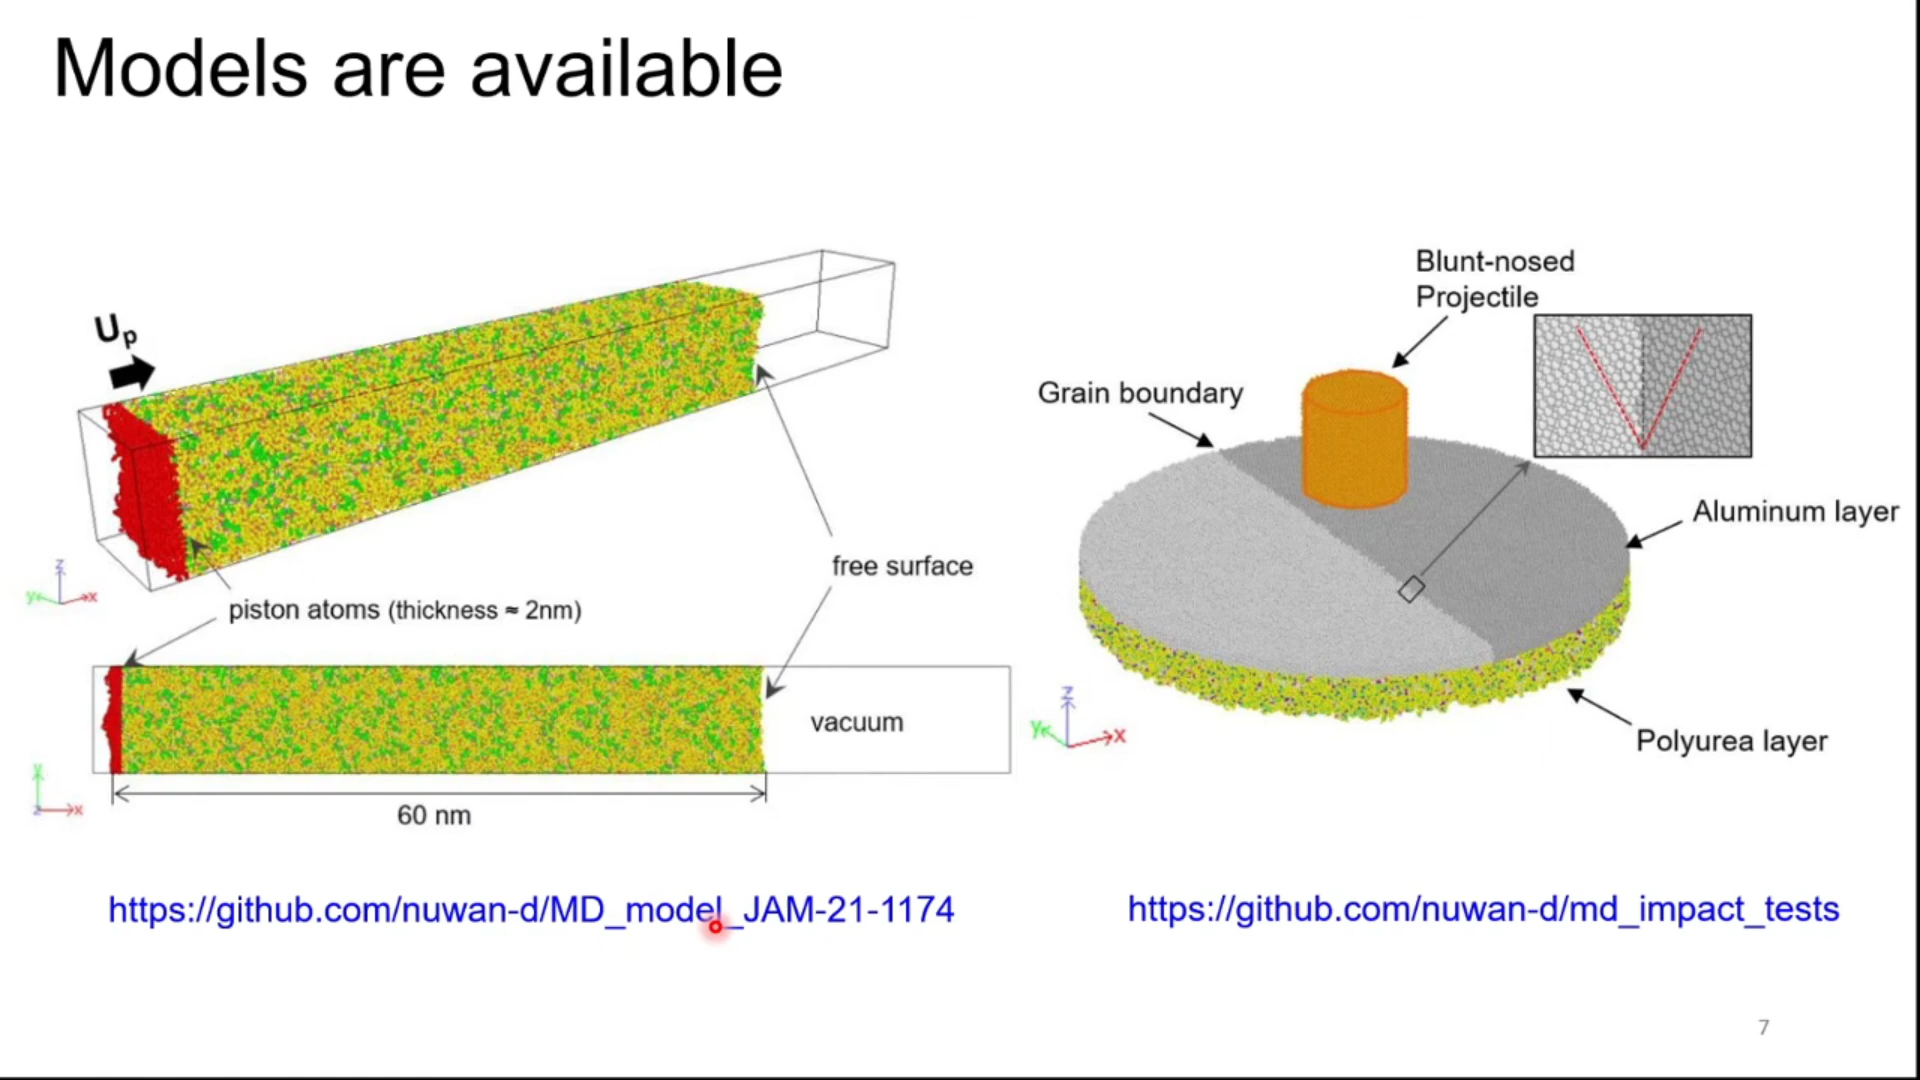 Models are available
Up
piston atoms (thickness ≈ 2nm)
free surface
vacuum
60 nm
z
y
x
y
z
x
https://github.com/nuwan-d/MD_model_JAM-21-1174
Blunt-nosed
Projectile
Grain boundary
Aluminum layer
Polyurea layer
z
y
x
https://github.com/nuwan-d/md_impact_tests
7